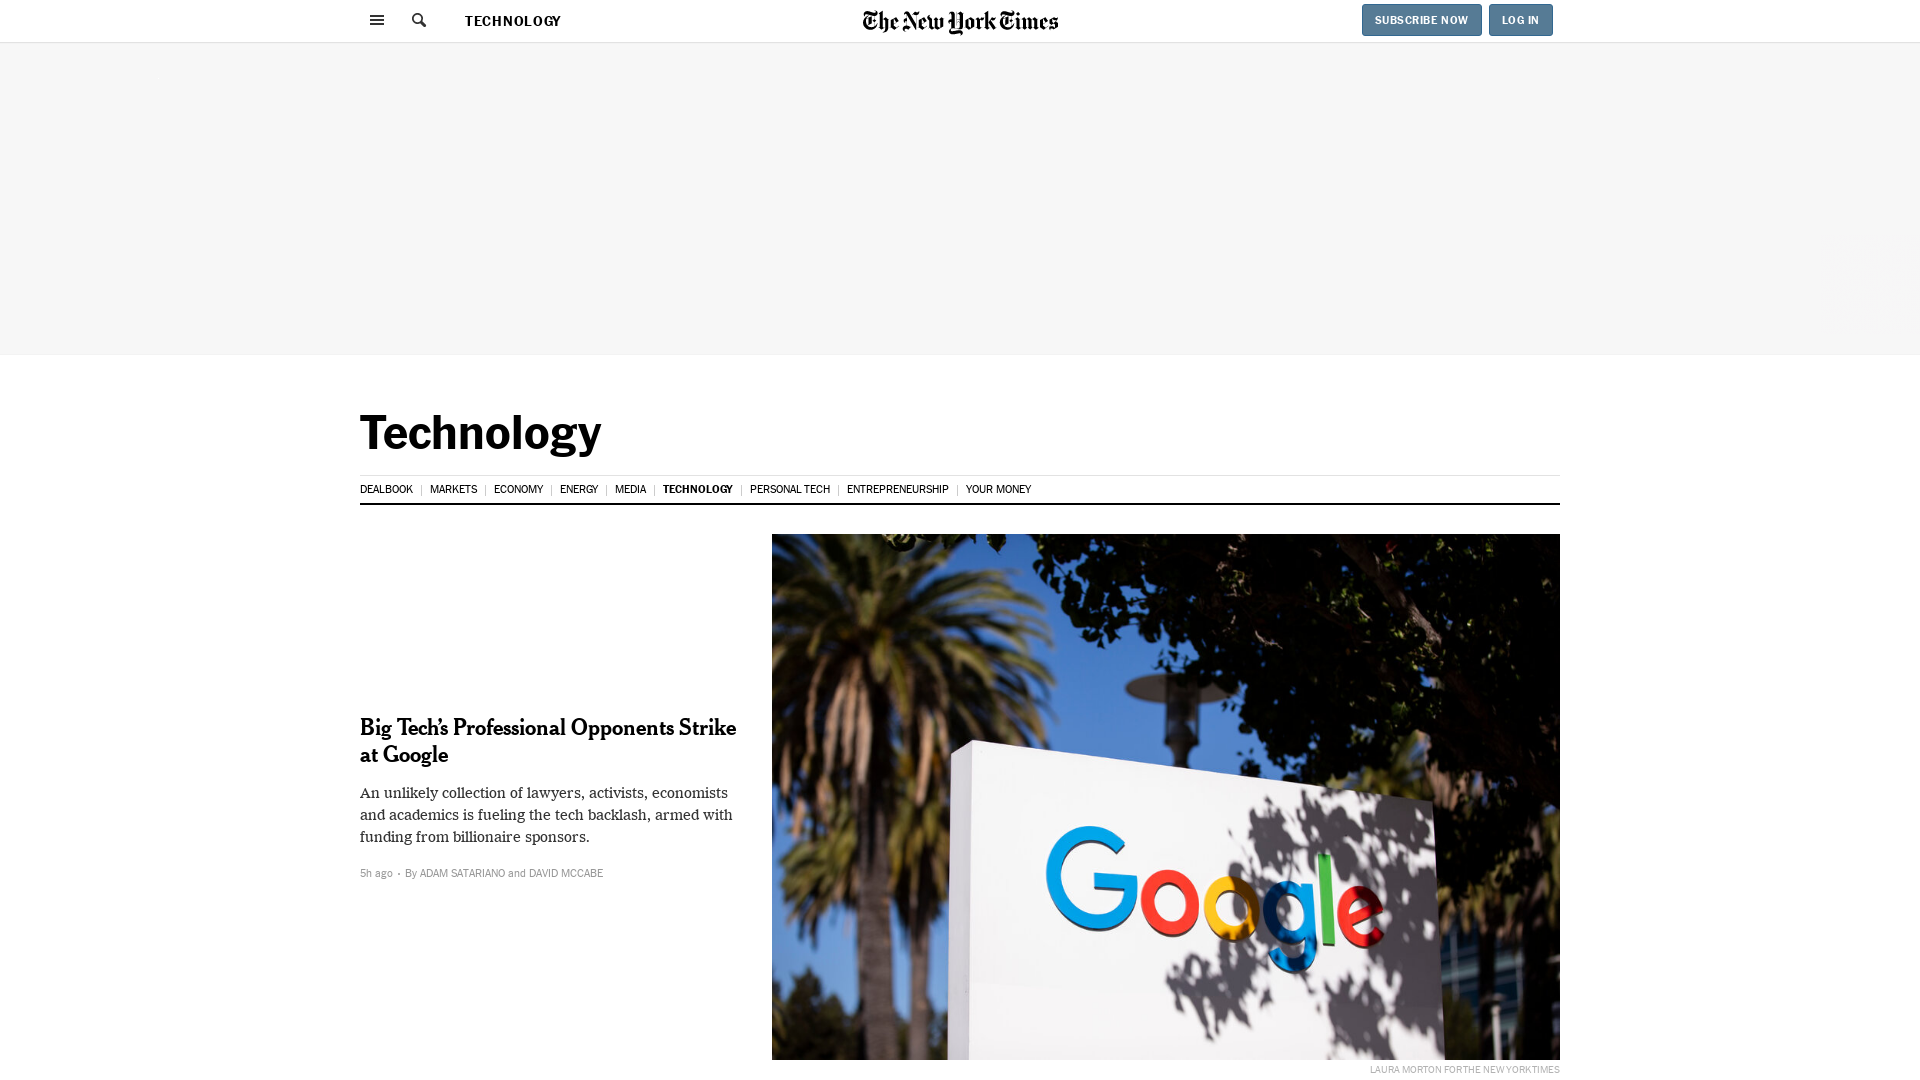 TECHNOLOGY
The New York Times
SUBSCRIBE NOW
LOG IN
Technology
DEALBOOK
MARKETS
ECONOMY
ENERGY
MEDIA
TECHNOLOGY
PERSONAL TECH
ENTREPRENEURSHIP
YOUR MONEY
Big Tech’s Professional Opponents Strike
at Google
An unlikely collection of lawyers, activists, economists
and academics is fueling the tech backlash, armed with
funding from billionaire sponsors.
5h ago • By ADAM SATARIANO and DAVID MCCABE
Google
LAURA MORTON FOR THE NEW YORK TIMES